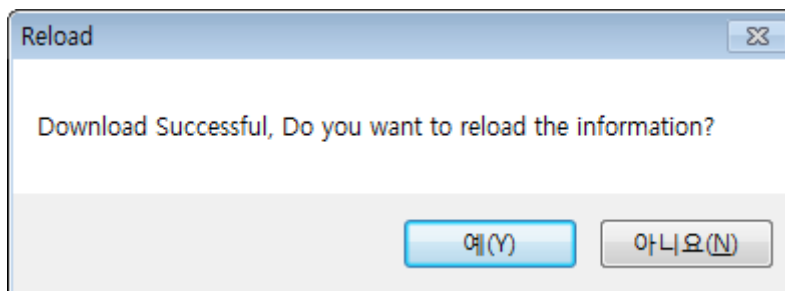 Reload
Download Successful, Do you want to reload the information?
예(Y) 아니요(N)